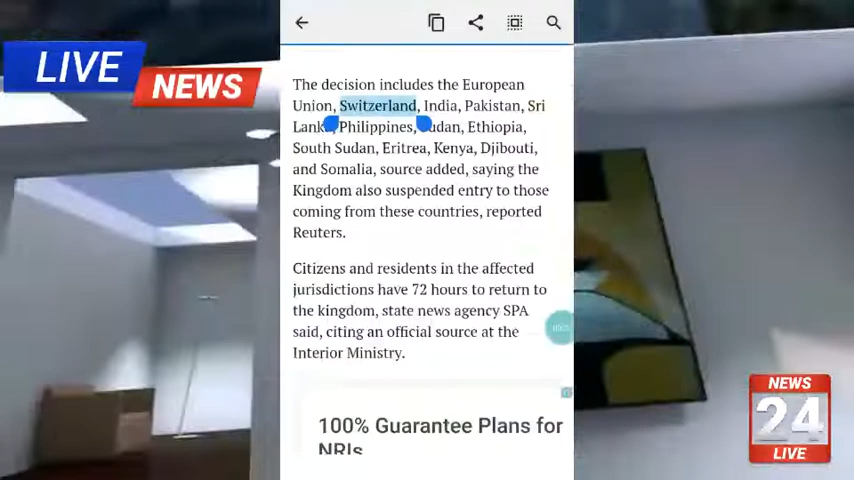 LIVE
NEWS
The decision includes the European
Union, Switzerland, India, Pakistan, Sri
Lanka, Philippines, Sudan, Ethiopia,
South Sudan, Eritrea, Kenya, Djibouti,
and Somalia, source added, saying the
Kingdom also suspended entry to those
coming from these countries, reported
Reuters.
Citizens and residents in the affected
jurisdictions have 72 hours to return to
the kingdom, state news agency SPA
said, citing an official source at the
Interior Ministry.
100% Guarantee Plans for
NRIs
NEWS
24
LIVE